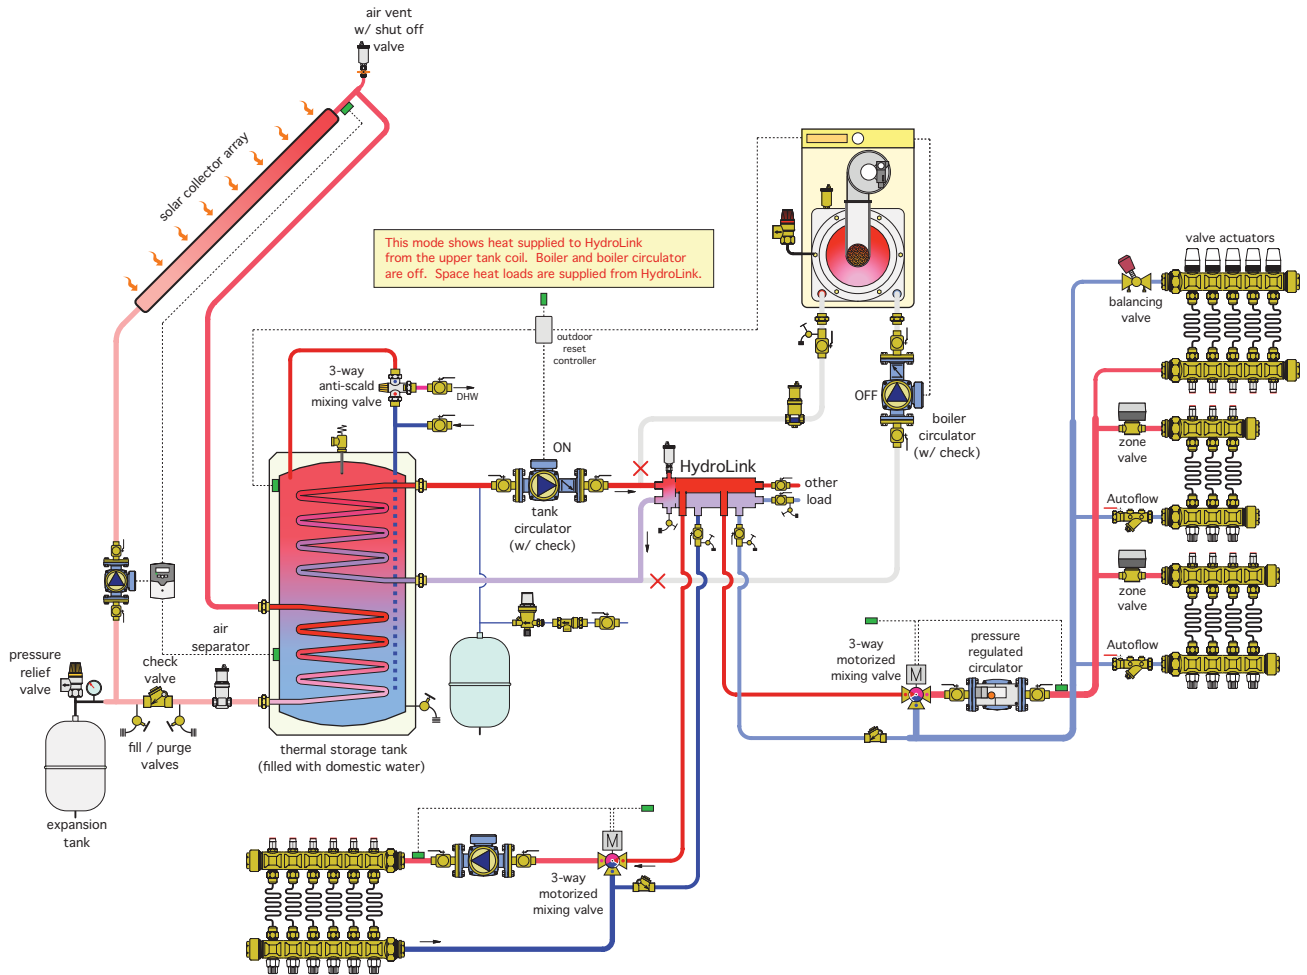 air vent
w/ shut off
valve
solar collector array
This mode shows heat supplied to HydroLink
from the upper tank coil.  Boiler and boiler circulator
are off.  Space heat loads are supplied from HydroLink.
valve actuators
balancing
valve
outdoor
reset
controller
3-way
anti-scald
mixing valve
DHW
OFF
boiler
circulator
(w/ check)
zone
valve
ON
HydroLink
other
load
tank
circulator
(w/ check)
Autoflow
zone
valve
Autoflow
air
separator
check
valve
pressure
relief
valve
3-way
motorized
mixing valve
M
pressure
regulated
circulator
fill / purge
valves
thermal storage tank
(filled with domestic water)
expansion
tank
M
3-way
motorized
mixing valve